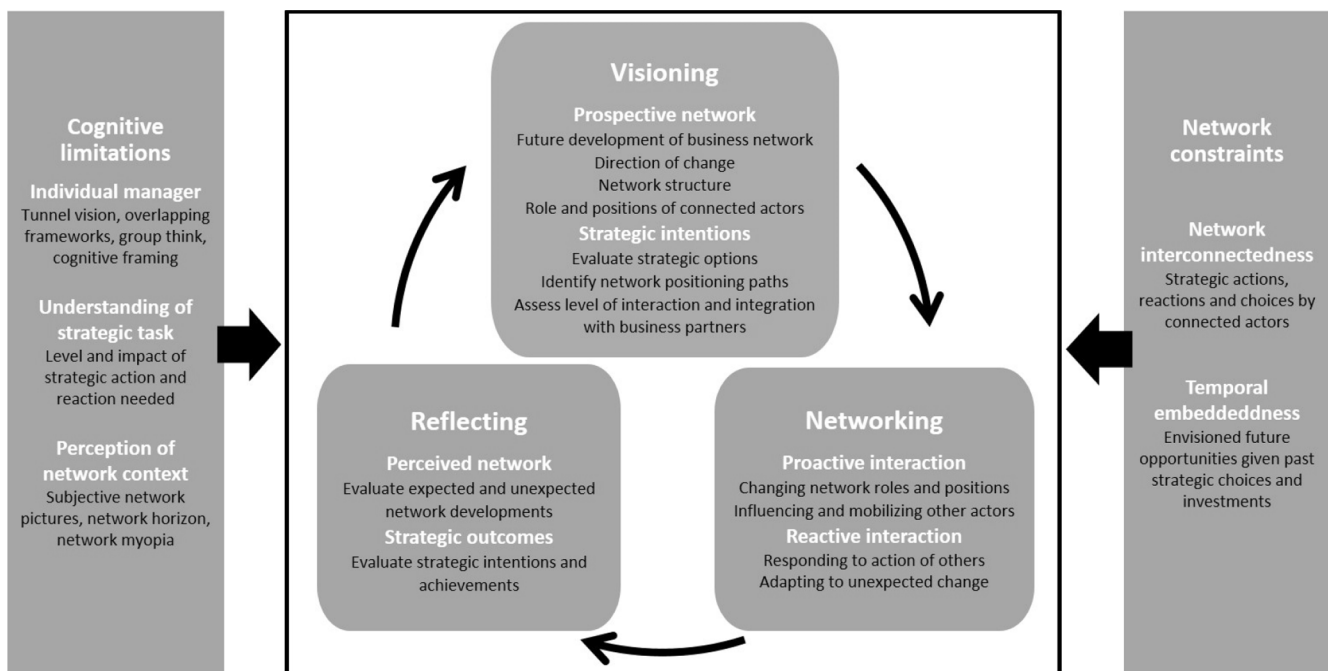 Cognitive
limitations
Individual manager
Tunnel vision, overlapping
frameworks, group think,
cognitive framing
Understanding of
strategic task
Level and impact of
strategic action and
reaction needed
Perception of
network context
Subjective network
pictures, network horizon,
network myopia
Visioning
Prospective network
Future development of business network
Direction of change
Network structure
Role and positions of connected actors
Strategic intentions
Evaluate strategic options
Identify network positioning paths
Assess level of interaction and integration
with business partners
Reflecting
Perceived network
Evaluate expected and unexpected
network developments
Strategic outcomes
Evaluate strategic intentions and
achievements
Networking
Proactive interaction
Changing network roles and positions
Influencing and mobilizing other actors
Reactive interaction
Responding to action of others
Adapting to unexpected change
Network
constraints
Network
interconnectedness
Strategic actions,
reactions and choices by
connected actors
Temporal
embeddedness
Envisioned future
opportunities given past
strategic choices and
investments